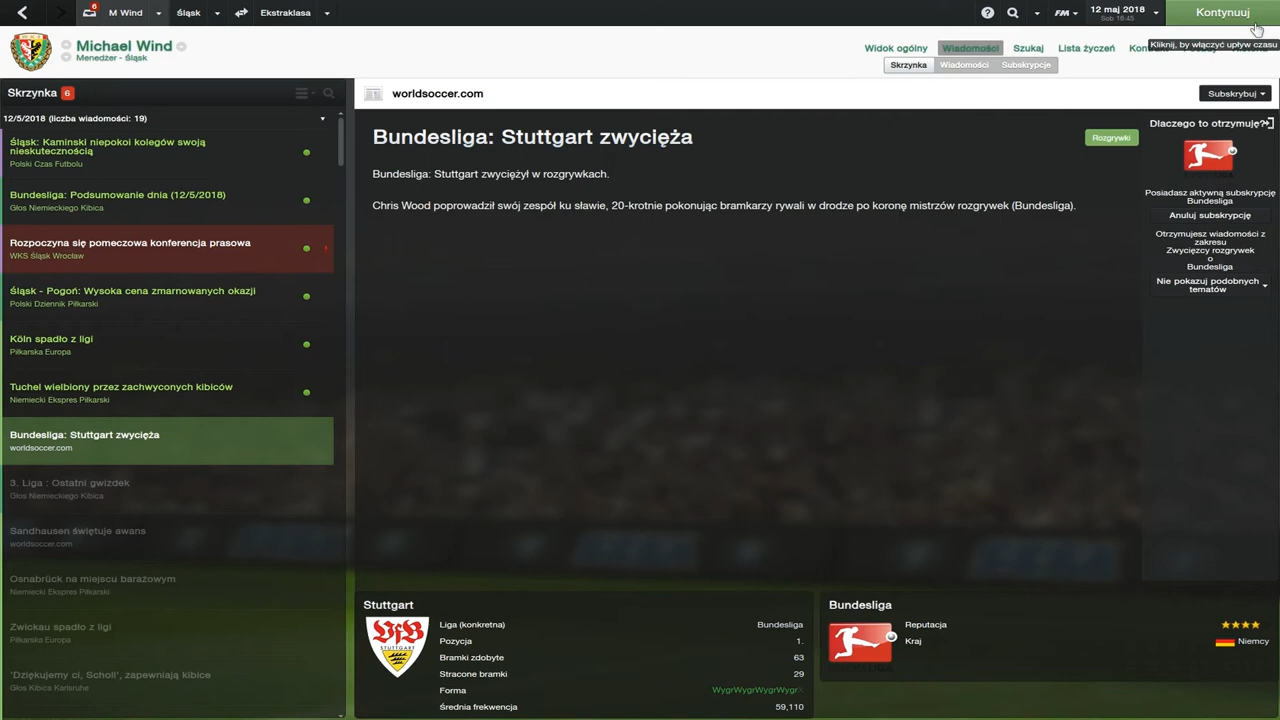 6
M Wind
Śląsk
Ekstraklasa
FM
12 maj 2018
Sob 16:45
Kontynuuj
Kliknij, by włączyć upływ czasu
Michael Wind
Menedżer - Śląsk
Widok ogólny
Wiadomości
Szukaj
Lista życzeń
Skrzynka
Wiadomości
Subskrypcje
Skrzynka 6
12/5/2018 (liczba wiadomości: 19)
Śląsk: Kaminski niepokoi kolegów swoją
nieskutecznością
Polski Czas Futbolu
Bundesliga: Podsumowanie dnia (12/5/2018)
Głos Niemieckiego Kibica
Rozpoczyna się pomeczowa konferencja prasowa
WKS Śląsk Wrocław
Śląsk - Pogoń: Wysoka cena zmarnowanych okazji
Polski Dziennik Piłkarski
Köln spadło z ligi
Piłkarska Europa
Tuchel wielbiony przez zachwyconych kibiców
Niemiecki Ekspres Piłkarski
Bundesliga: Stuttgart zwycięża
worldsoccer.com
3. Liga : Ostatni gwizdek
Głos Niemieckiego Kibica
Sandhausen świętuje awans
worldsoccer.com
Osnabrück na miejscu barażowym
Niemiecki Ekspres Piłkarski
Zwickau spadło z ligi
Piłkarska Europa
'Dziękujemy ci, Scholl', zapewniają kibice
Głos Kibica Karlsruhe
worldsoccer.com
Subskrybuj
Bundesliga: Stuttgart zwycięża
Rozgrywki
Bundesliga: Stuttgart zwyciężył w rozgrywkach.
Chris Wood poprowadził swój zespół ku sławie, 20-krotnie pokonując bramkarzy rywali w drodze po koronę mistrzów rozgrywek (Bundesliga).
Dlaczego to otrzymuję?
Posiadasz aktywną subskrypcję
Bundesliga
Anuluj subskrypcję
Otrzymujesz wiadomości z
zakresu
Zwycięzcy rozgrywek
o
Bundesliga
Nie pokazuj podobnych
tematów
Stuttgart
VfB
STUTTGART
Liga (konkretna) Bundesliga
Pozycja 1.
Bramki zdobyte 63
Stracone bramki 29
Forma WygrWygrWygrWygr
Średnia frekwencja 59,110
Bundesliga
Reputacja
Kraj Niemcy